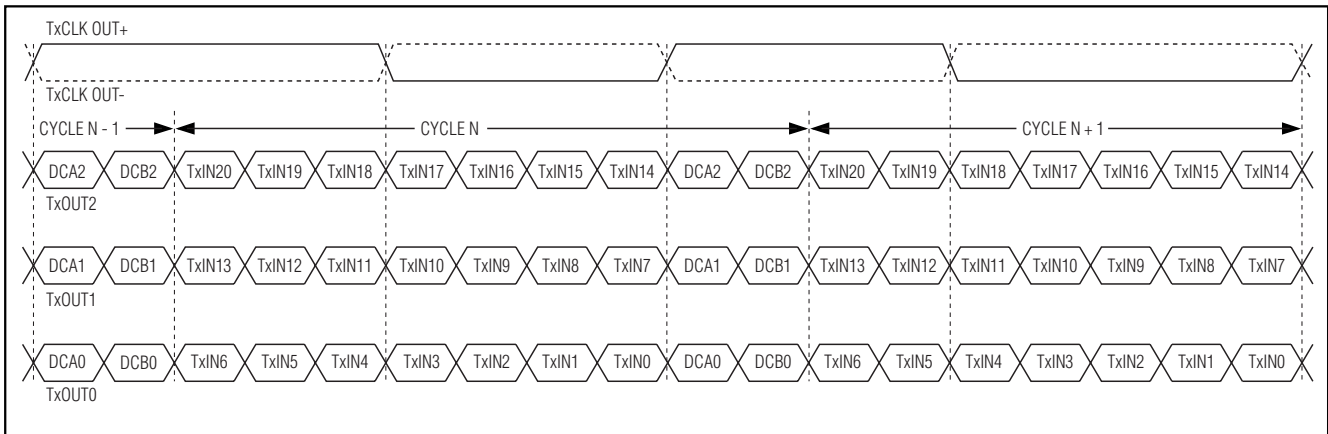 TxCLK OUT+
TxCLK OUT-
CYCLE N - 1 CYCLE N CYCLE N + 1
DCA2 DCB2 TxIN20 TxIN19 TxIN18 TxIN17 TxIN16 TxIN15 TxIN14 DCA2 DCB2 TxIN20 TxIN19 TxIN18 TxIN17 TxIN16 TxIN15 TxIN14
TxOUT2
DCA1 DCB1 TxIN13 TxIN12 TxIN11 TxIN10 TxIN9 TxIN8 TxIN7 DCA1 DCB1 TxIN13 TxIN12 TxIN11 TxIN10 TxIN9 TxIN8 TxIN7
TxOUT1
DCA0 DCB0 TxIN6 TxIN5 TxIN4 TxIN3 TxIN2 TxIN1 TxIN0 DCA0 DCB0 TxIN6 TxIN5 TxIN4 TxIN3 TxIN2 TxIN1 TxIN0
TxOUT0